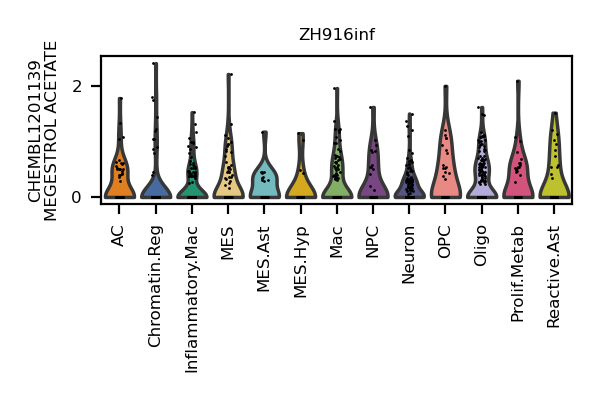 ZH916inf
CHEMBL1201139
MEGESTROL ACETATE
2
0
AC
Chromatin.Reg
Inflammatory.Mac
MES
MES.Ast
MES.Hyp
Mac
NPC
Neuron
OPC
Oligo
Prolif.Metab
Reactive.Ast